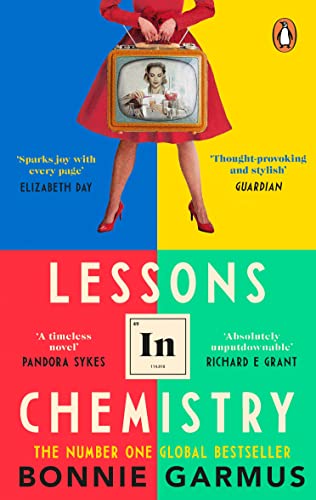 'Sparks joy with
every page'
ELIZABETH DAY
'Thought-provoking
and stylish'
GUARDIAN
LESSONS
In
'A timeless
novel'
PANDORA SYKES
'Absolutely
unputdownable'
RICHARD E GRANT
CHEMISTRY
THE NUMBER ONE GLOBAL BESTSELLER
BONNIE GARMUS